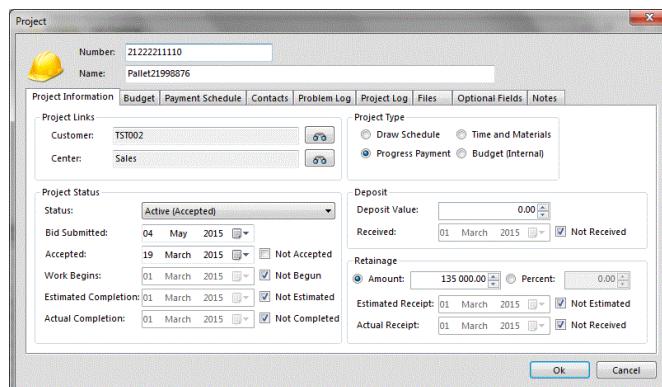 Project
Number: 21222211110
Name: Pallet21998876
Project Information Budget Payment Schedule Contacts Problem Log Project Log Files Optional Fields Notes
Project Links
Customer: TST002
Center: Sales
Project Type
Draw Schedule Time and Materials
Progress Payment Budget (Internal)
Project Status
Status: Active (Accepted)
Bid Submitted: 04 May 2015
Accepted: 19 March 2015 Not Accepted
Work Begins: 01 March 2015 Not Begun
Estimated Completion: 01 March 2015 Not Estimated
Actual Completion: 01 March 2015 Not Completed
Deposit
Deposit Value: 0.00
Received: 01 March 2015 Not Received
Retainage
Amount: 135 000.00 Percent: 0.00
Estimated Receipt: 01 March 2015 Not Estimated
Actual Receipt: 01 March 2015 Not Received
Ok Cancel